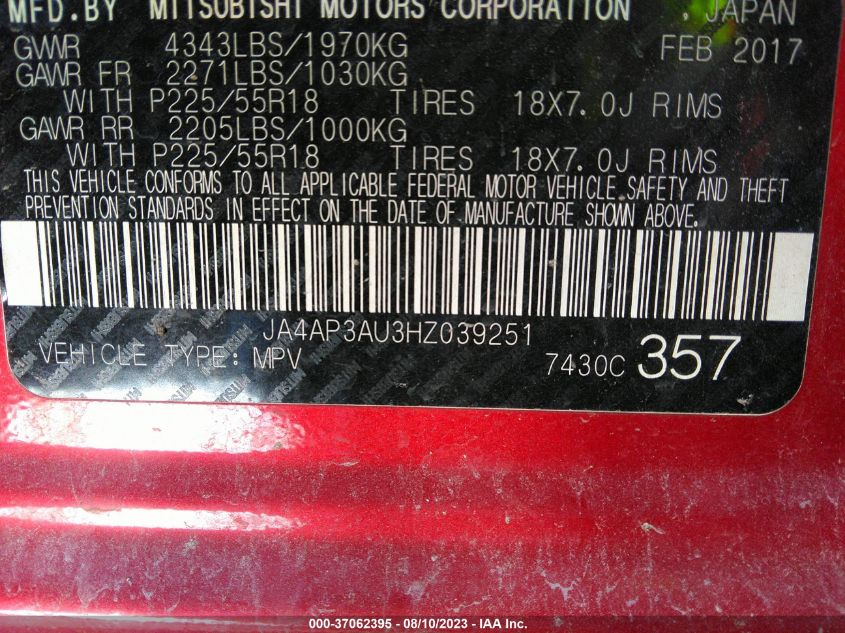 MFD.BY MITSUBISHI MOTORS CORPORATION , JAPAN
GVWR 4343LBS/1970KG FEB 2017
GAWR FR 2271LBS/1030KG
WITH P225/55R18 TIRES 18X7.0J RIMS
GAWR RR 2205LBS/1000KG
WITH P225/55R18 TIRES 18X7.0J RIMS
THIS VEHICLE CONFORMS TO ALL APPLICABLE FEDERAL MOTOR VEHICLE SAFETY AND THEFT
PREVENTION STANDARDS IN EFFECT ON THE DATE OF MANUFACTURE SHOWN ABOVE.
JA4AP3AU3HZ039251
VEHICLE TYPE: MPV 7430C 357
000-37062395 - 08/10/2023 - IAA Inc.